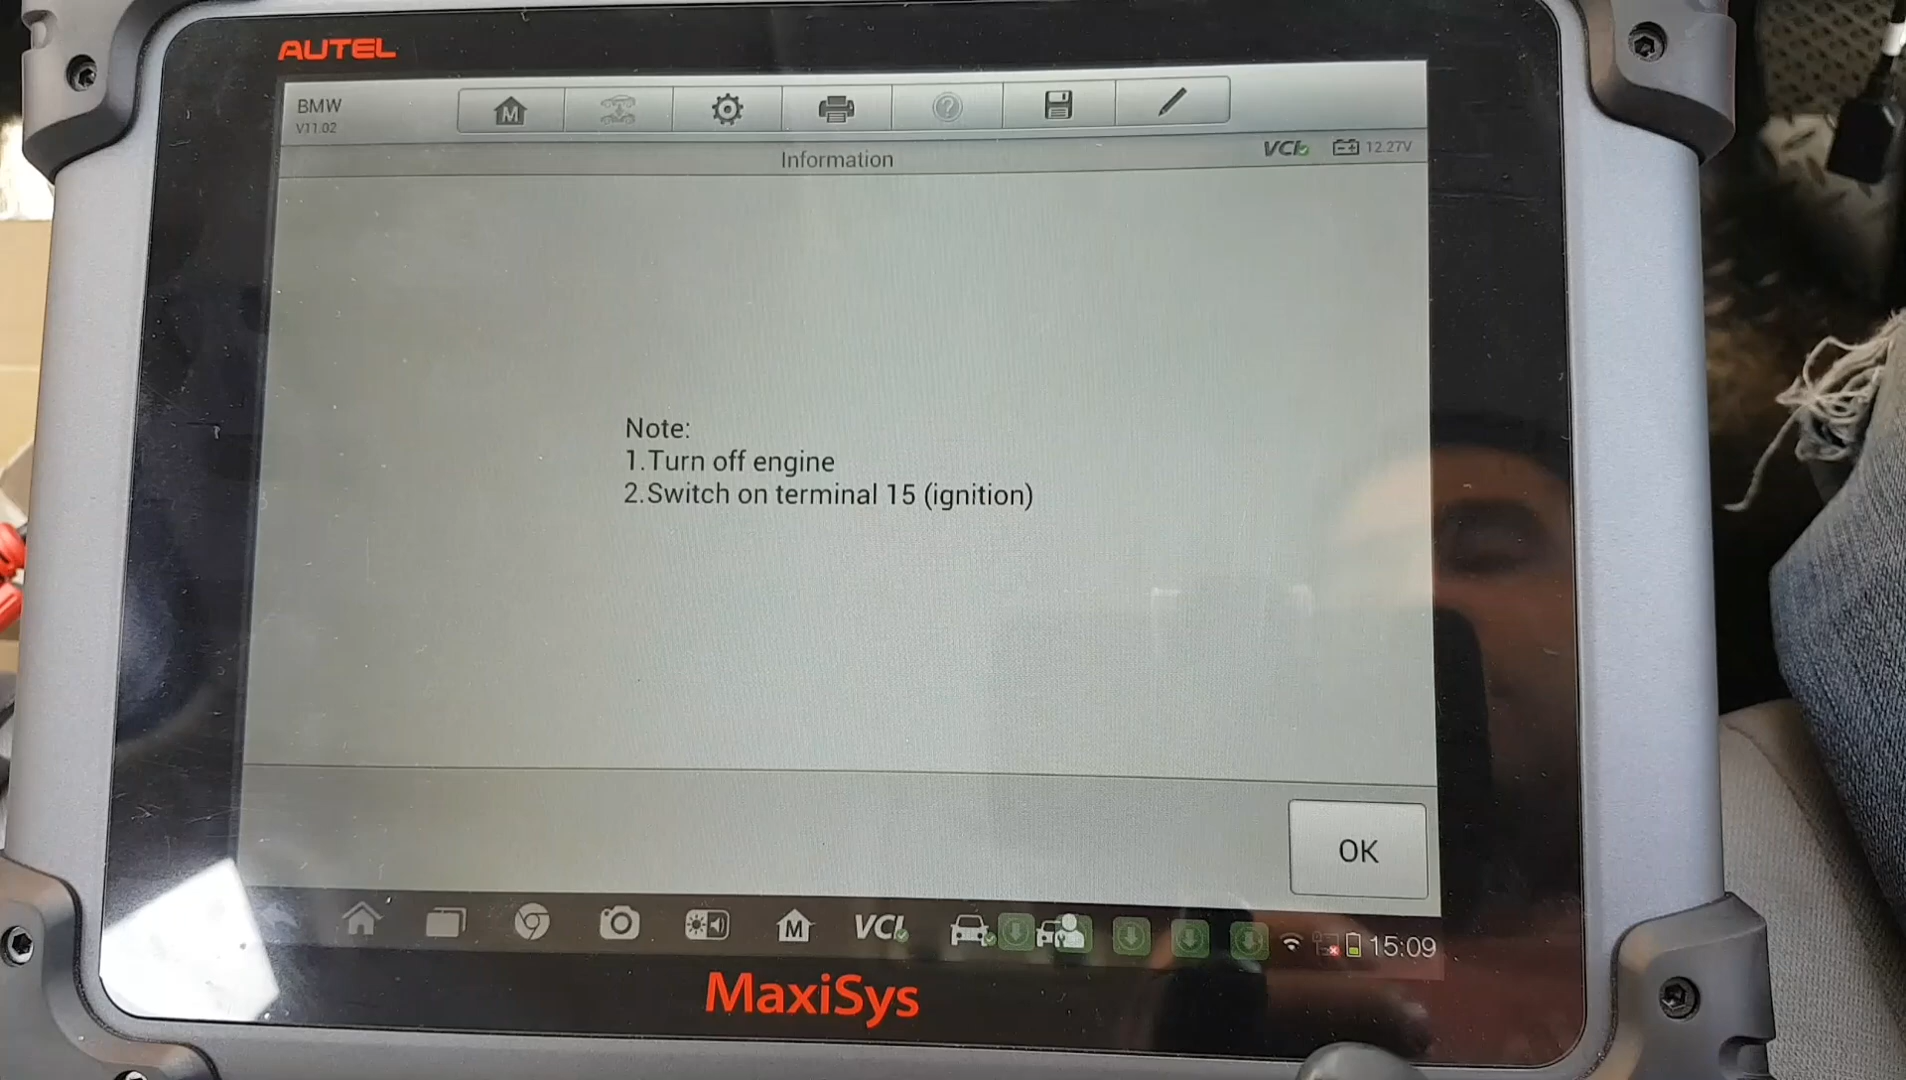 AUTEL
BMW
V11.02
M
?
Information
VCI
12.27V
Note:
1.Turn off engine
2.Switch on terminal 15 (ignition)
OK
M
VCI
15:09
MaxiSys